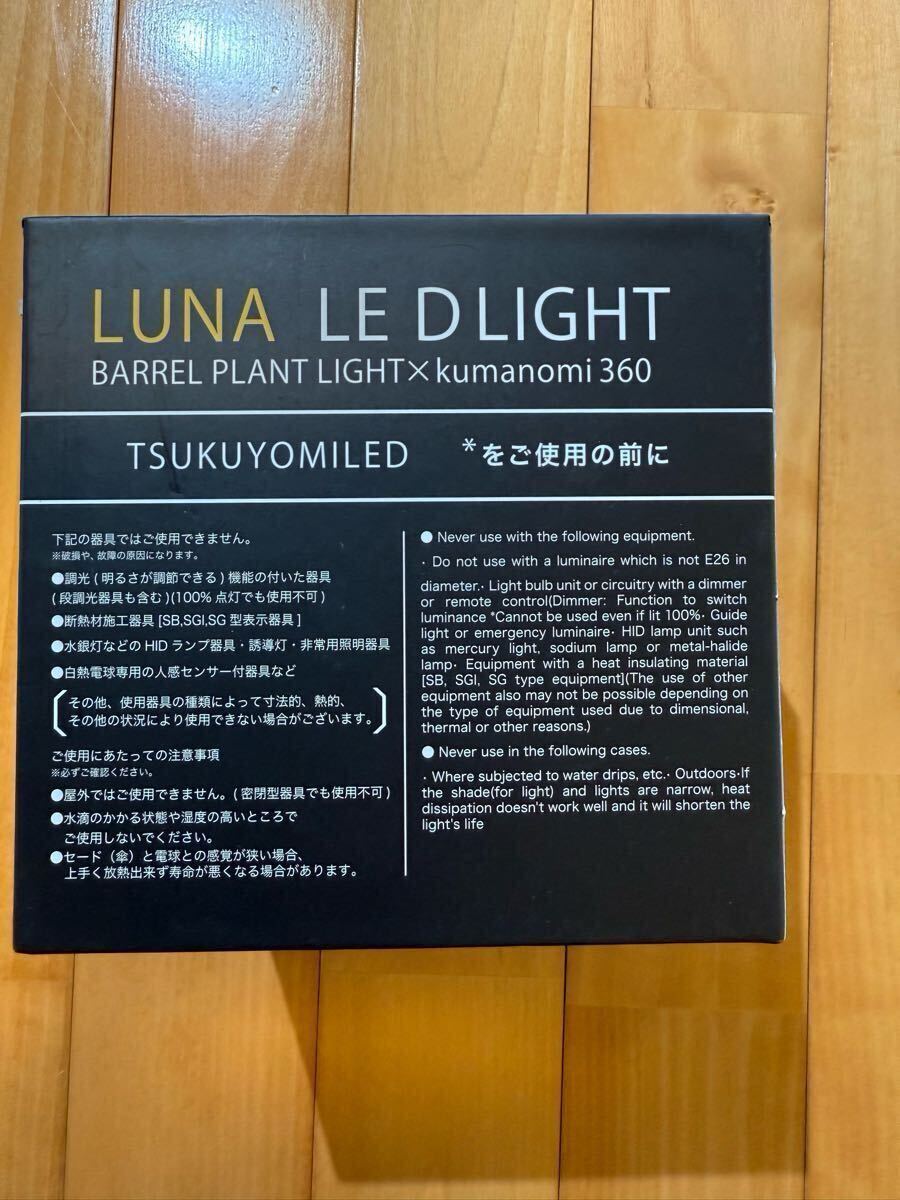 LUNA LED LIGHT
BARREL PLANT LIGHT×kumanomi 360
TSUKUYOMILED *をご使用の前に
下記の器具ではご使用できません。
※破損や、故障の原因になります。
●調光(明るさが調節できる)機能の付いた器具
(段調光器具も含む)(100%点灯でも使用不可)
●断熱材施工器具[SB,SGI,SG型表示器具]
●水銀灯などのHIDランプ器具・誘導灯・非常用照明器具
●白熱電球専用の人感センサー付器具など
その他、使用器具の種類によって寸法的、熱的、
その他の状況により使用できない場合がございます。
ご使用にあたっての注意事項
※必ずご確認ください。
●屋外ではご使用できません。(密閉型器具でも使用不可)
●水滴のかかる状態や湿度の高いところで
ご使用しないでください。
●セード(傘)と電球との感覚が狭い場合、
上手く放熱出来ず寿命が悪くなる場合があります。
● Never use with the following equipment.
・Do not use with a luminaire which is not E26 in
diameter.・Light bulb unit or circuitry with a dimmer
or remote control(Dimmer: Function to switch
luminance *Cannot be used even if lit 100%・Guide
light or emergency luminaire・HID lamp unit such
as mercury light, sodium lamp or metal-halide
lamp・Equipment with a heat insulating material
[SB, SGI, SG type equipment](The use of other
equipment also may not be possible depending on
the type of equipment used due to dimensional,
thermal or other reasons.)
● Never use in the following cases.
・Where subjected to water drips, etc.・Outdoors・If
the shade(for light) and lights are narrow, heat
dissipation doesn't work well and it will shorten the
light's life